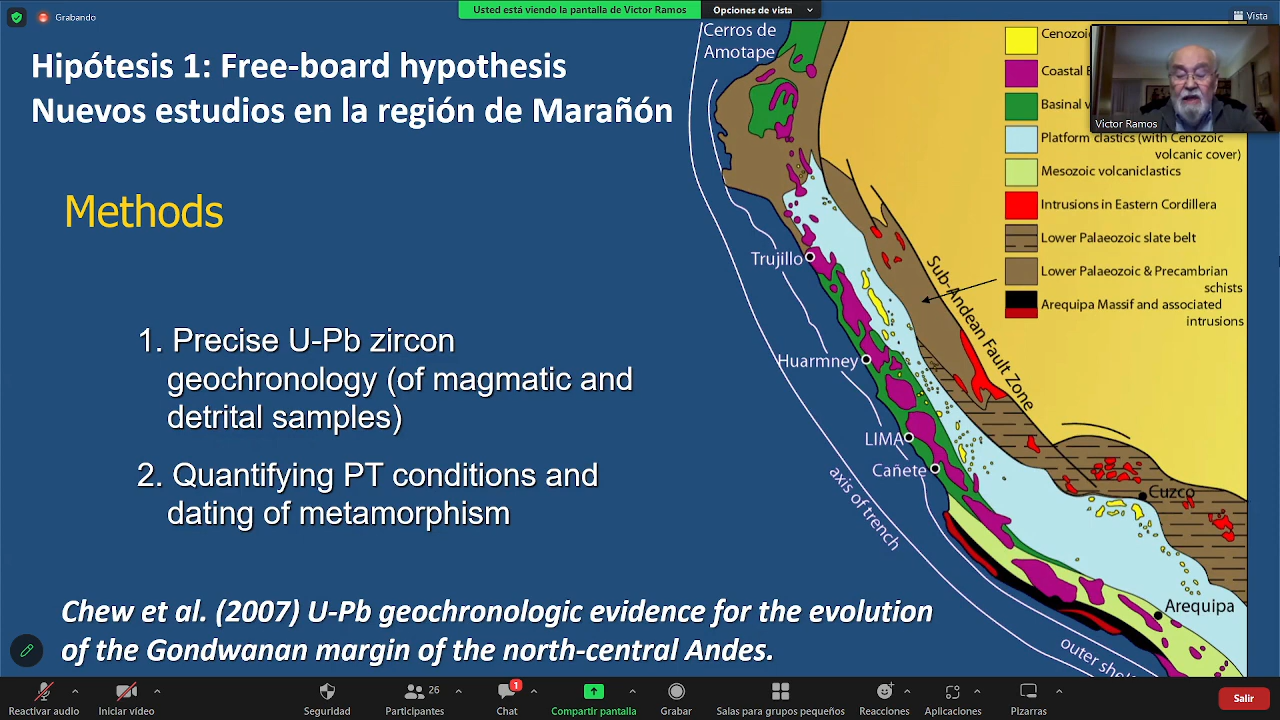 Grabando
Usted está viendo la pantalla de Victor Ramos
Opciones de vista
Vista
Hipótesis 1: Free-board hypothesis
Nuevos estudios en la región de Marañón
Methods
1. Precise U-Pb zircon
geochronology (of magmatic and
detrital samples)
2. Quantifying PT conditions and
dating of metamorphism
Chew et al. (2007) U-Pb geochronologic evidence for the evolution
of the Gondwanan margin of the north-central Andes.
Cerros de
Amotape
Trujillo
Huarmney
LIMA
Cañete
axis of trench
Sub-Andean Fault Zone
Cuzco
Arequipa
outer
Coastal
Platform clastics (with Cenozoic
volcanic cover)
Mesozoic volcaniclastics
Intrusions in Eastern Cordillera
Lower Palaeozoic slate belt
Lower Palaeozoic & Precambrian
schists
Arequipa Massif and associated
intrusions
Victor Ramos
Reactivar audio
Iniciar video
Seguridad
Participantes
26
Chat
1
Compartir pantalla
Grabar
Salas para grupos pequeños
Reacciones
Aplicaciones
Pizarras
Salir